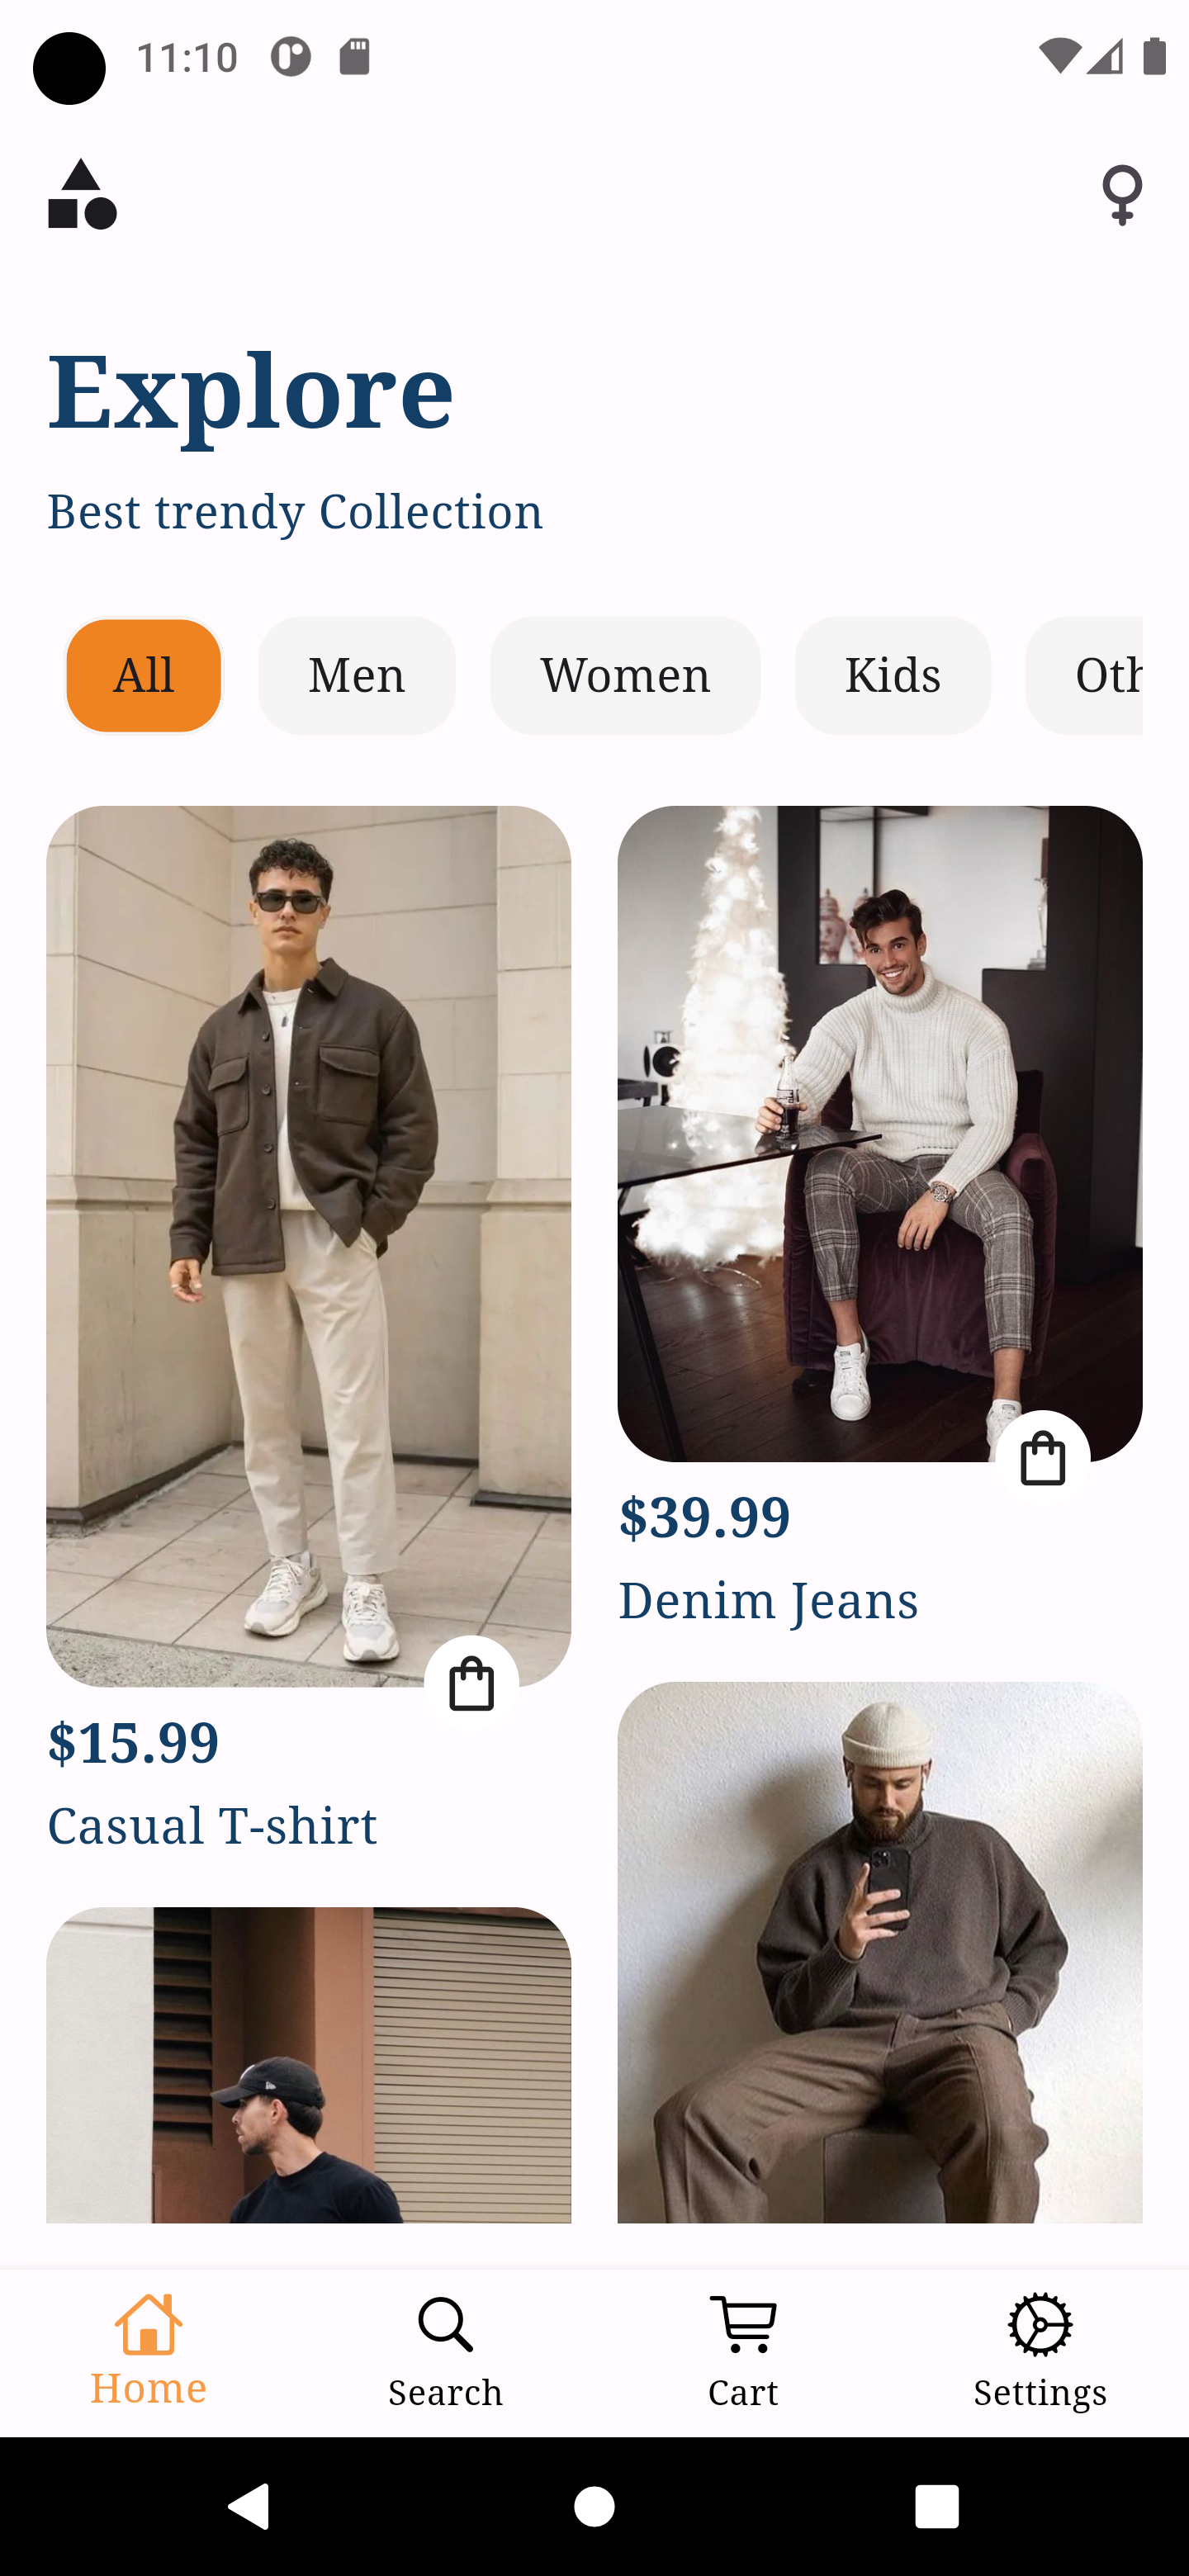 11:10
Explore
Best trendy Collection
All
Men
Women
Kids
Oth
$15.99
Casual T-shirt
$39.99
Denim Jeans
Home
Search
Cart
Settings